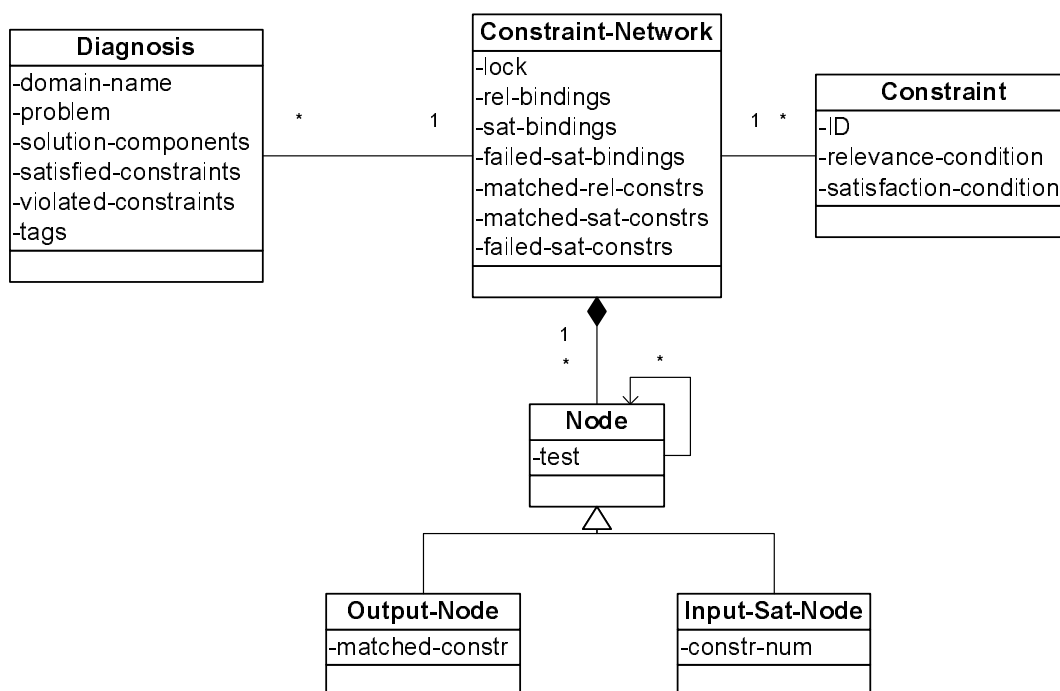 Diagnosis
-domain-name
-problem
-solution-components
-satisfied-constraints
-violated-constraints
-tags
* 1
Constraint-Network
-lock
-rel-bindings
-sat-bindings
-failed-sat-bindings
-matched-rel-constrs
-matched-sat-constrs
-failed-sat-constrs
1 *
Constraint
-ID
-relevance-condition
-satisfaction-condition
1
*
*
Node
-test
Output-Node
-matched-constr
Input-Sat-Node
-constr-num